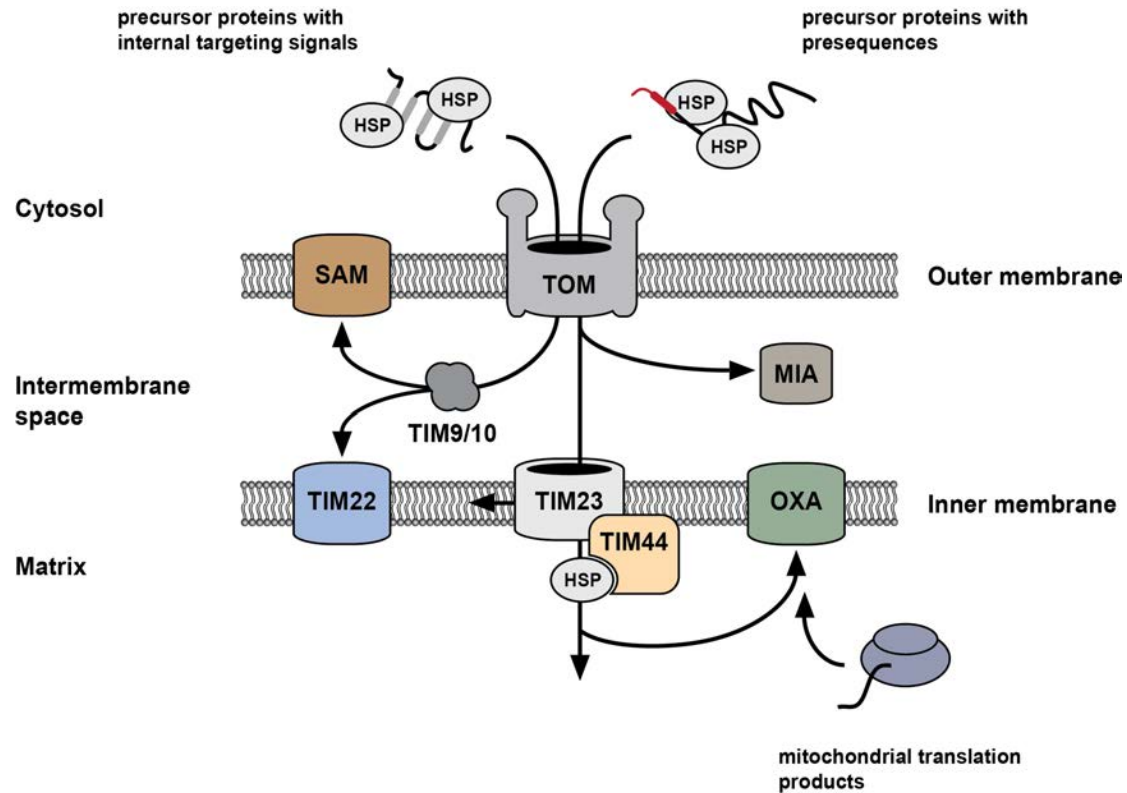 precursor proteins with
internal targeting signals
precursor proteins with
presequences
HSP
HSP
HSP
HSP
Cytosol
SAM
TOM
Outer membrane
Intermembrane
space
MIA
TIM9/10
TIM22
TIM23
OXA
Inner membrane
TIM44
Matrix
HSP
mitochondrial translation
products